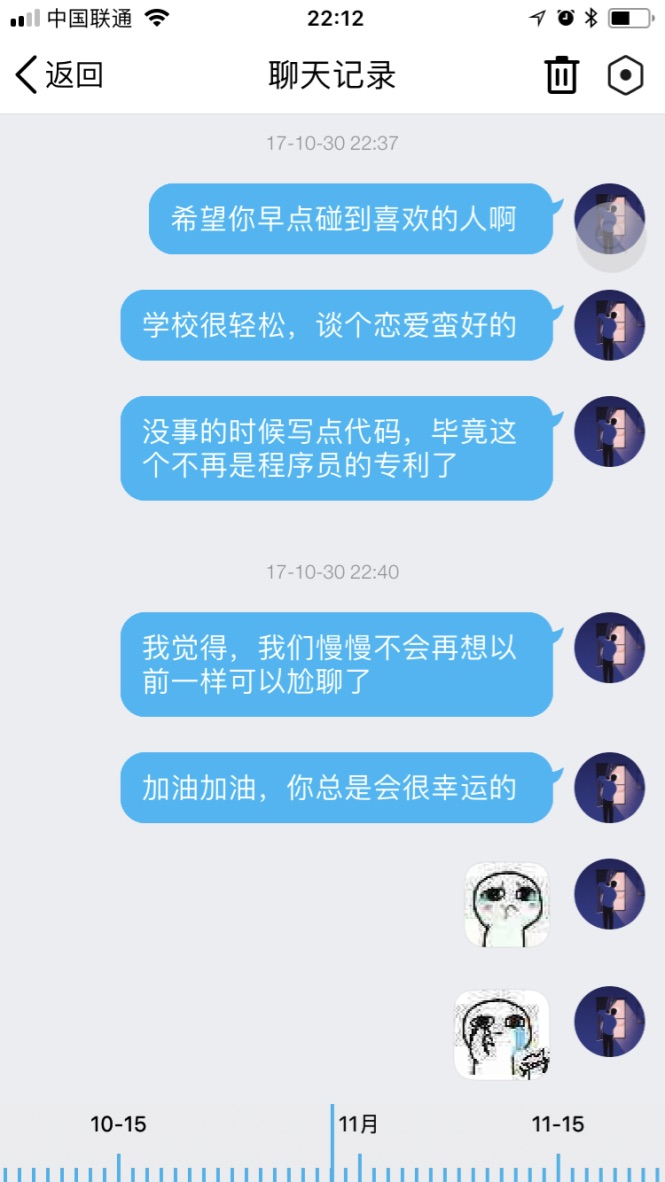 中国联通
22:12
返回
聊天记录
17-10-30 22:37
希望你早点碰到喜欢的人啊
学校很轻松，谈个恋爱蛮好的
没事的时候写点代码，毕竟这
个不再是程序员的专利了
17-10-30 22:40
我觉得，我们慢慢不会再想以
前一样可以尬聊了
加油加油，你总是会很幸运的
10-15
11月
11-15